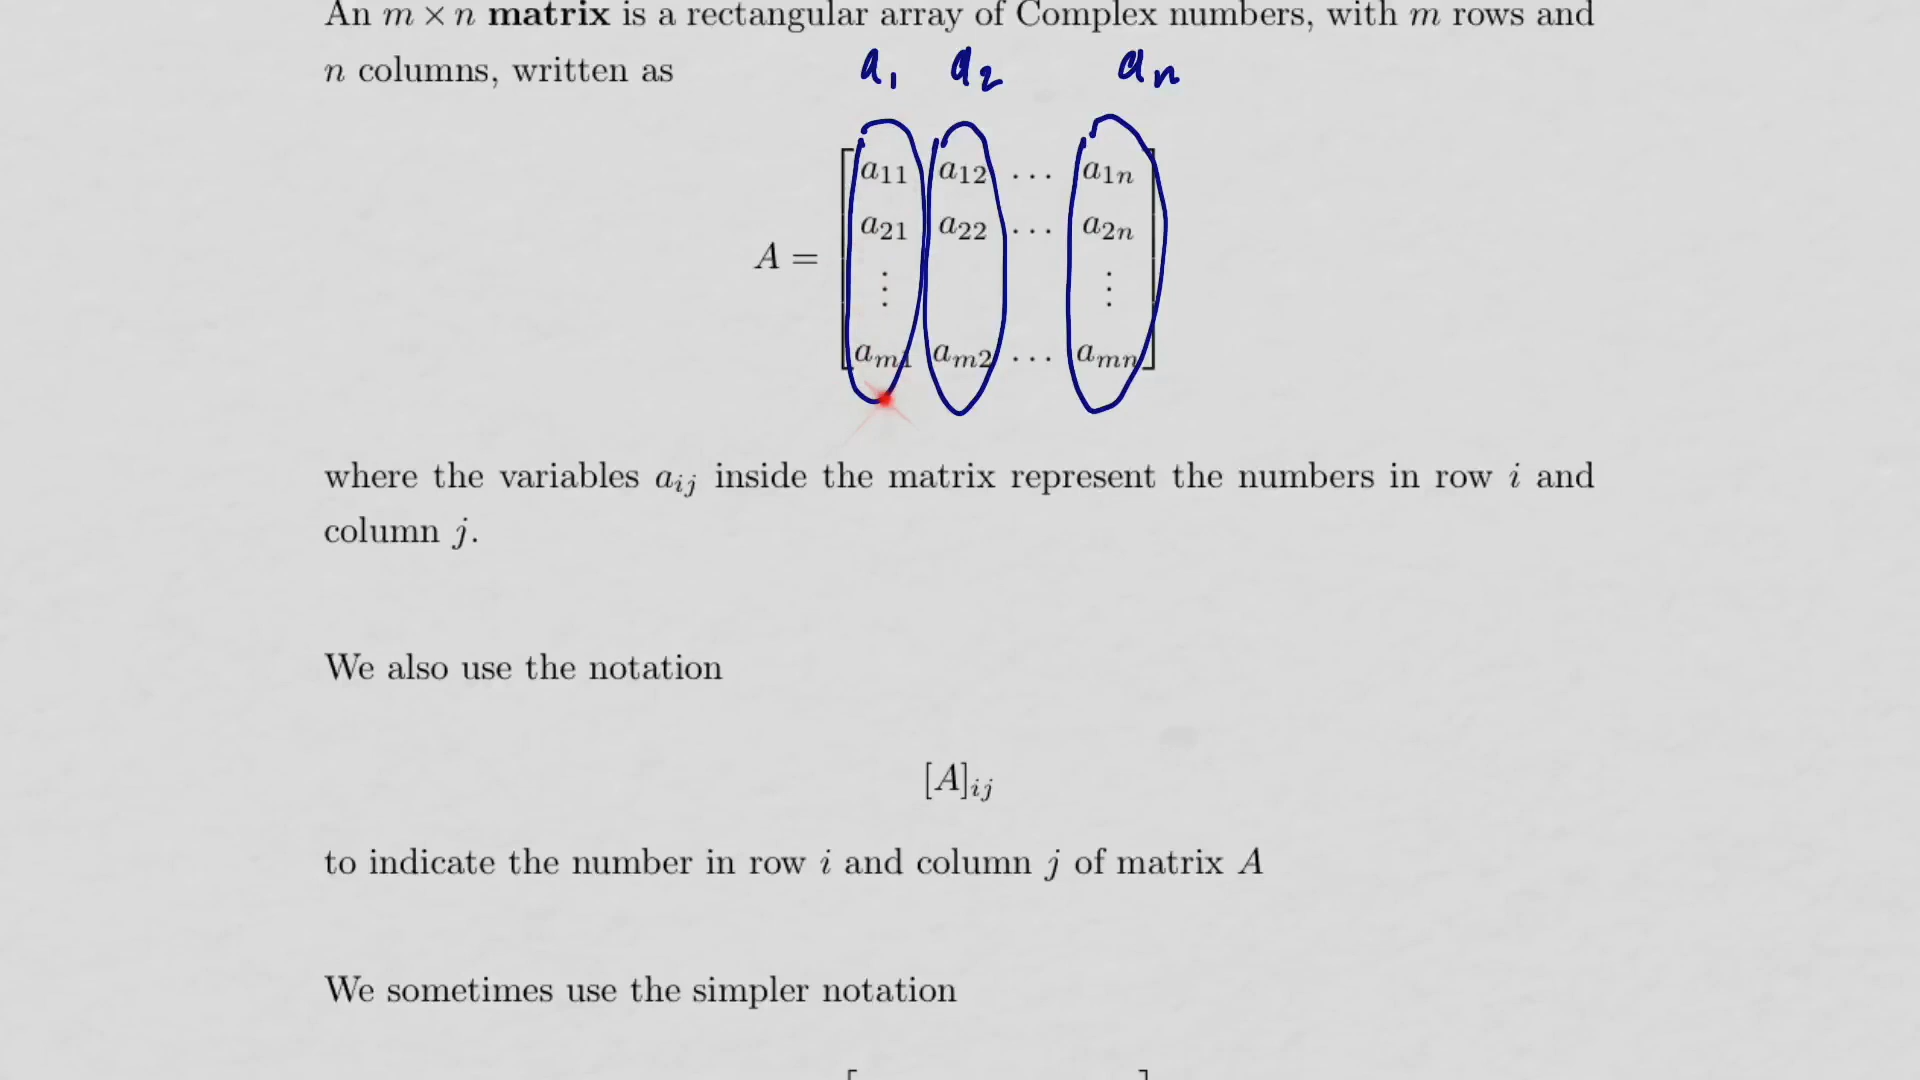 An m × n matrix is a rectangular array of Complex numbers, with m rows and
n columns, written as
a₁ a₂ aₙ
a₁₁ a₁₂ ... a₁ₙ
a₂₁ a₂₂ ... a₂ₙ
A =
⋮ ⋮
aₘ₁ aₘ₂ ... aₘₙ
where the variables aᵢⱼ inside the matrix represent the numbers in row i and
column j.
We also use the notation
[A]ᵢⱼ
to indicate the number in row i and column j of matrix A
We sometimes use the simpler notation